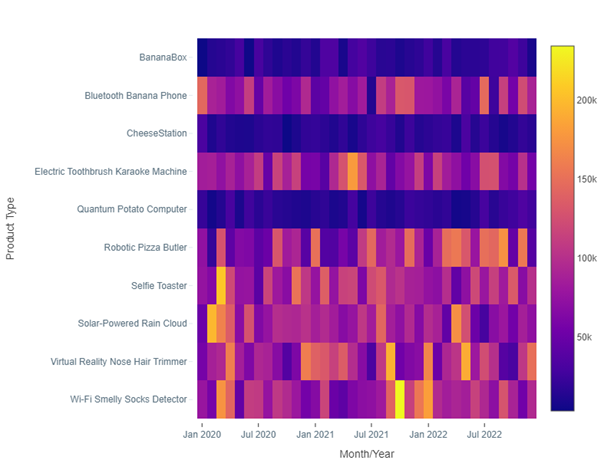 BananaBox
Bluetooth Banana Phone
CheeseStation
Electric Toothbrush Karaoke Machine
Quantum Potato Computer
Robotic Pizza Butler
Selfie Toaster
Solar-Powered Rain Cloud
Virtual Reality Nose Hair Trimmer
Wi-Fi Smelly Socks Detector
Product Type
Jan 2020 Jul 2020 Jan 2021 Jul 2021 Jan 2022 Jul 2022
Month/Year
200k
150k
100k
50k